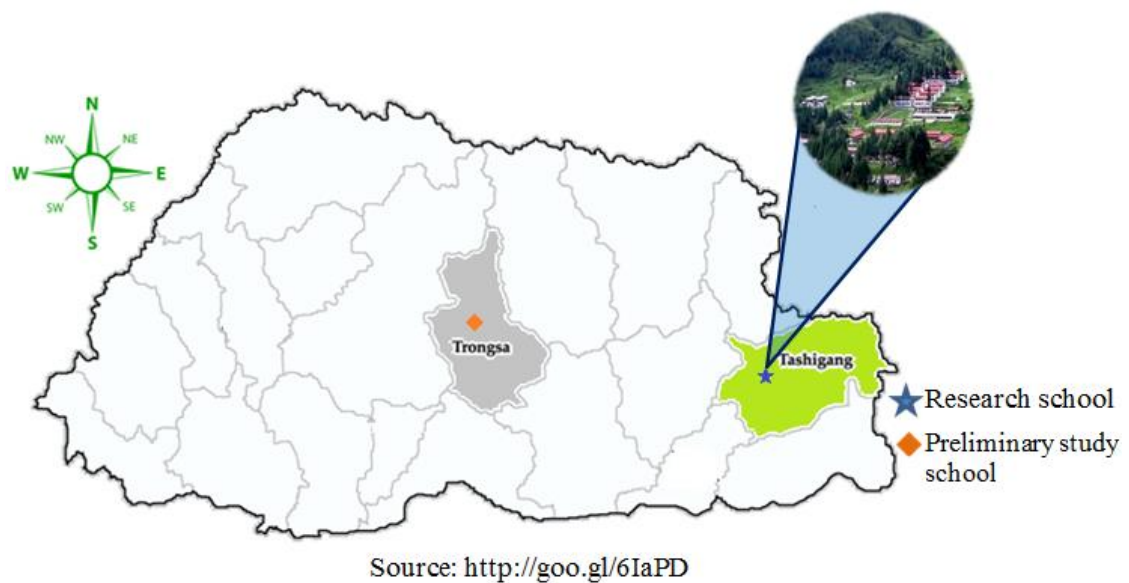 N
NW
NE
W
E
SW
SE
S
Trongsa
Tashigang
Research school
Preliminary study
school
Source: http://goo.gl/6IaPD